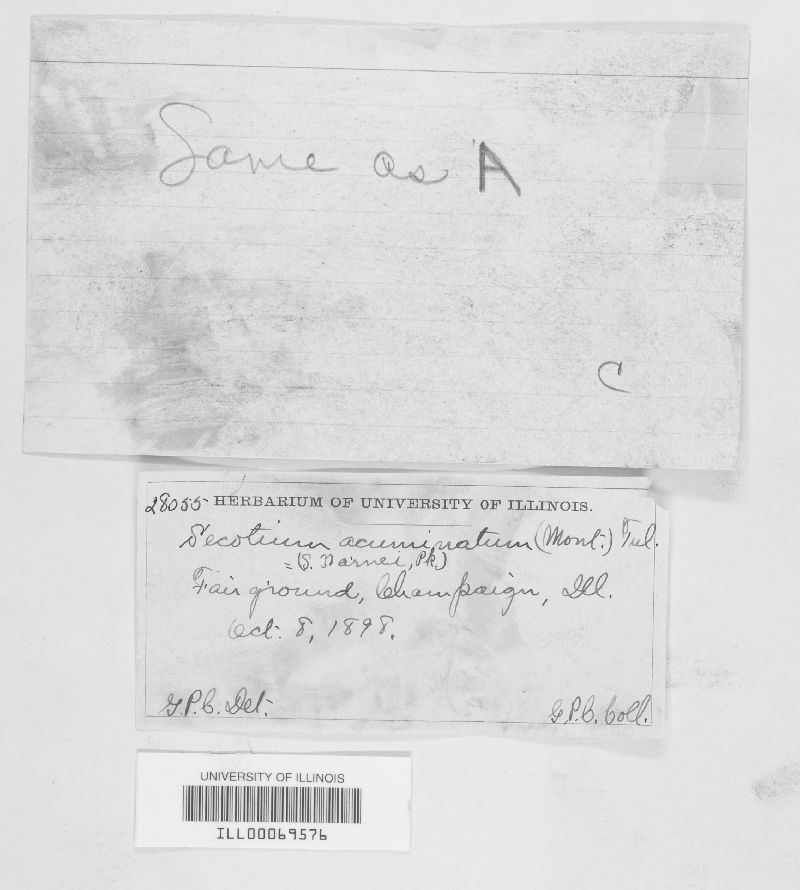 Same as A
C
28055 HERBARIUM OF UNIVERSITY OF ILLINOIS.
Secotium acuminatum (Mont.) Tul.
= (S. Warnei, Pk.)
Fair ground, Champaign, Ill.
Oct. 8, 1898.
G.P.C. Det. G.P.C. Coll.
UNIVERSITY OF ILLINOIS
ILL00069576